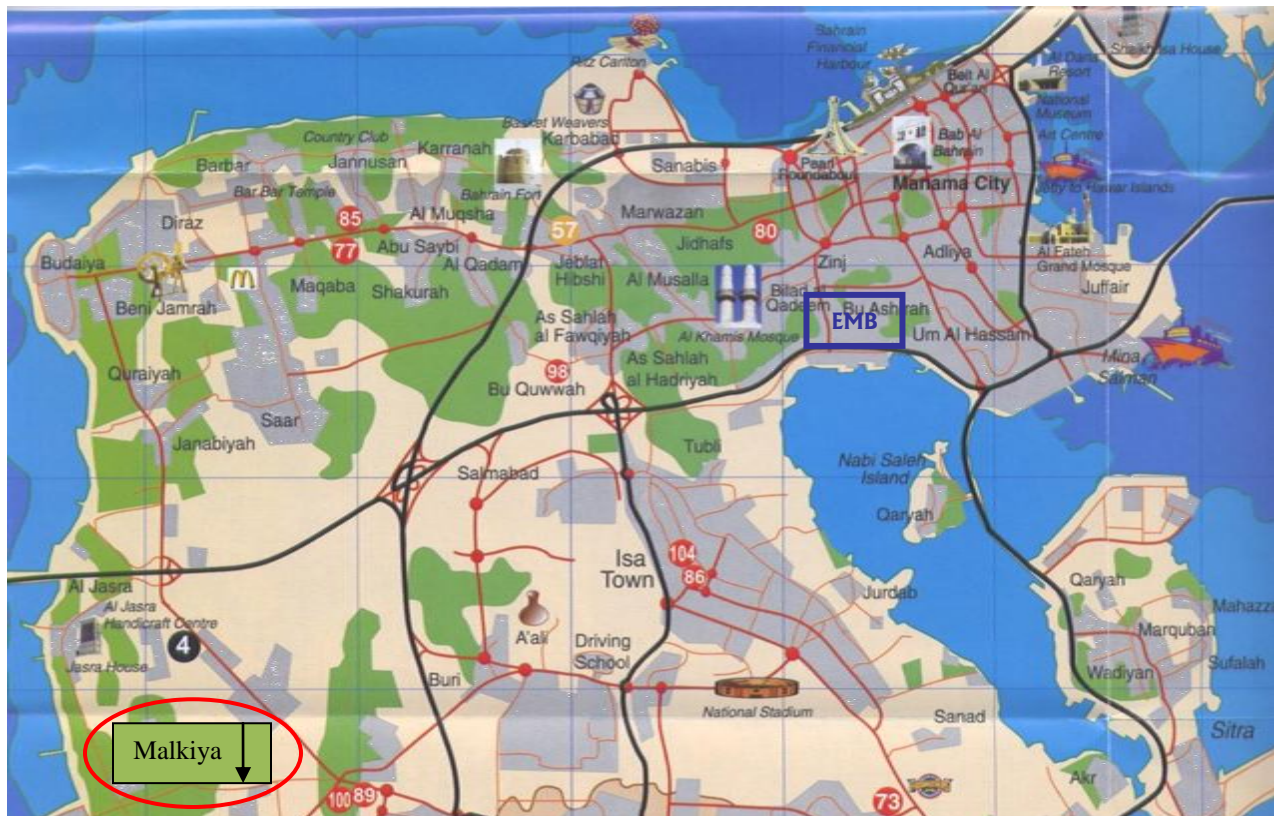 Ritz Carlton
Bahrain
Financial
Harbour
Sheikh Isa House
Beit Al
Qur'an
Al Dana
Resort
National
Museum
Art Centre
Bab Al
Bahrain
Jetty to Hawar Islands
Basket Weavers
Karbabad
Country Club
Jannusan
Karranah
Barbar
Bar Bar Temple
Bahrain Fort
Sanabis
Pearl
Roundabout
Manama City
Diraz
85
Al Muqsha
57
Marwazan
80
77
Abu Saybi
Al Qadam
Jeblat
Hibshi
Jidhafs
Zinj
Adliya
Al Fateh
Grand Mosque
Juffair
Budaiya
Beni Jamrah
Maqaba
Shakurah
Al Musalla
Bilad al
Qadeem
Bu Ashirah
EMB
Um Al Hassam
Mina
Salman
As Sahlah
al Fawqiyah
Al Khamis Mosque
As Sahlah
al Hadriyah
98
Bu Quwwah
Quraiyah
Saar
Janabiyah
Tubli
Salmabad
Nabi Saleh
Island
Qaryah
Isa
Town
104
86
Jurdab
Qaryah
Mahazza
Marquban
Sufalah
Wadiyan
Al Jasra
Al Jasra
Handicraft Centre
4
Jasra House
A'ali
Driving
School
Buri
National Stadium
Sanad
Sitra
Malkiya
Akr
100
89
73